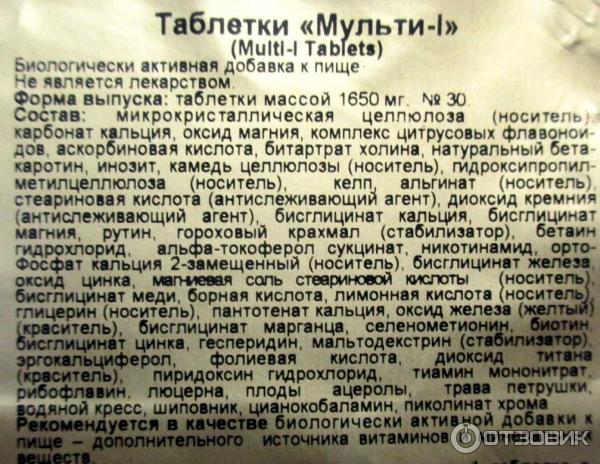 Таблетки «Мульти-I»
(Multi-I Tablets)
Биологически активная добавка к пище
Не является лекарством.
Форма выпуска: таблетки массой 1650 мг. № 30.
Состав: микрокристаллическая целлюлоза (носитель),
карбонат кальция, оксид магния, комплекс цитрусовых флавонои-
дов, аскорбиновая кислота, битартрат холина, натуральный бета-
каротин, инозит, камедь целлюлозы (носитель), гидроксипропил-
метилцеллюлоза (носитель), келп, альгинат (носитель),
стеариновая кислота (антислеживающий агент), диоксид кремния
(антислеживающий агент), бисглицинат кальция, бисглицинат
магния, рутин, гороховый крахмал (стабилизатор), бетаин
гидрохлорид, альфа-токоферол сукцинат, никотинамид, орто-
Фосфат кальция 2-замещенный (носитель), бисглицинат железа,
оксид цинка, магниевая соль стеариновой кислоты (носитель),
бисглицинат меди, борная кислота, лимонная кислота (носитель),
глицерин (носитель), пантотенат кальция, оксид железа (желтый)
(краситель), бисглицинат марганца, селенометионин, биотин,
бисглицинат цинка, гесперидин, мальтодекстрин (стабилизатор),
эргокальциферол, фолиевая кислота, диоксид титана
(краситель), пиридоксин гидрохлорид, тиамин мононитрат,
рибофлавин, люцерна, плоды ацеролы, трава петрушки,
водяной кресс, шиповник, цианокобаламин, пиколинат хрома
Рекомендуется в качестве биологически активной добавки к
пище – дополнительного источника витаминов
веществ.
ОТЗОВИК